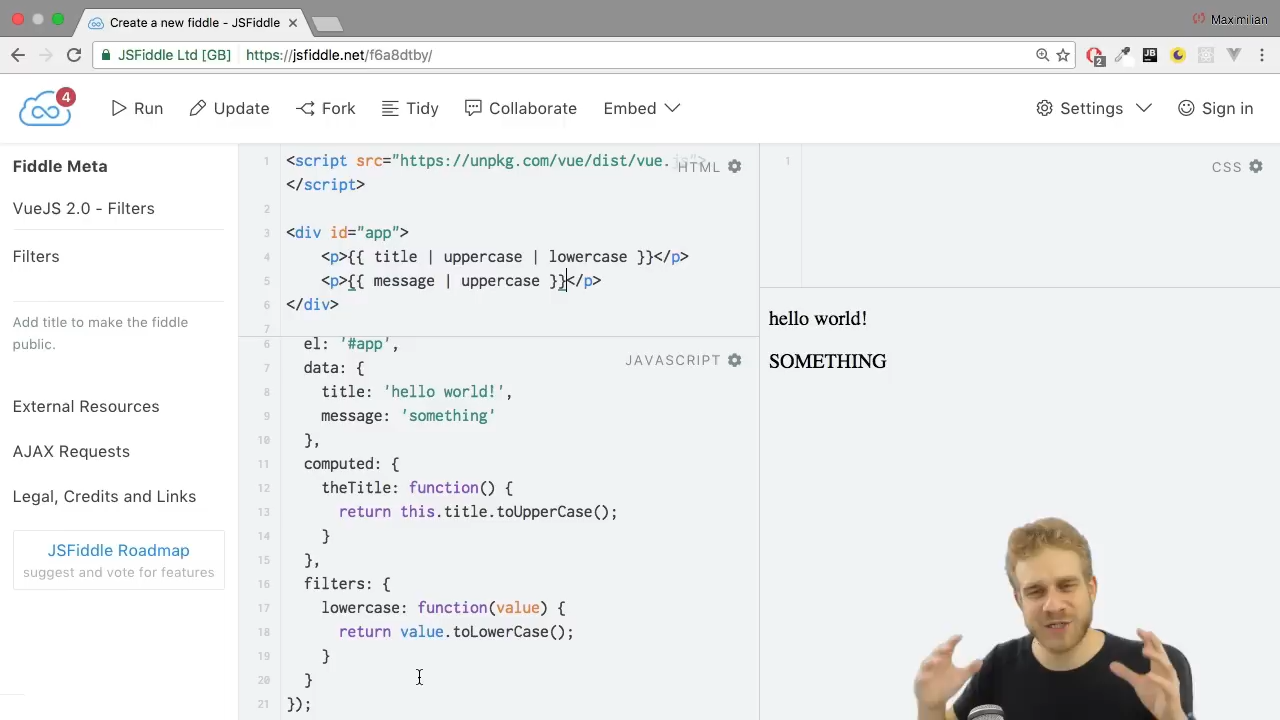 Create a new fiddle - JSFiddle
Maximilian
JSFiddle Ltd [GB] https://jsfiddle.net/f6a8dtby/
2
JB
4
Run
Update
Fork
Tidy
Collaborate
Embed
Settings
Sign in
Fiddle Meta
VueJS 2.0 - Filters
Filters
Add title to make the fiddle
public.
External Resources
AJAX Requests
Legal, Credits and Links
JSFiddle Roadmap
suggest and vote for features
HTML
1 <script src="https://unpkg.com/vue/dist/vue.js">
</script>
2
3 <div id="app">
4 <p>{{ title | uppercase | lowercase }}</p>
5 <p>{{ message | uppercase }}</p>
6 </div>
7
JAVASCRIPT
6 el: '#app',
7 data: {
8 title: 'hello world!',
9 message: 'something'
10 },
11 computed: {
12 theTitle: function() {
13 return this.title.toUpperCase();
14 }
15 },
16 filters: {
17 lowercase: function(value) {
18 return value.toLowerCase();
19 }
20 }
21 });
1
CSS
hello world!
SOMETHING